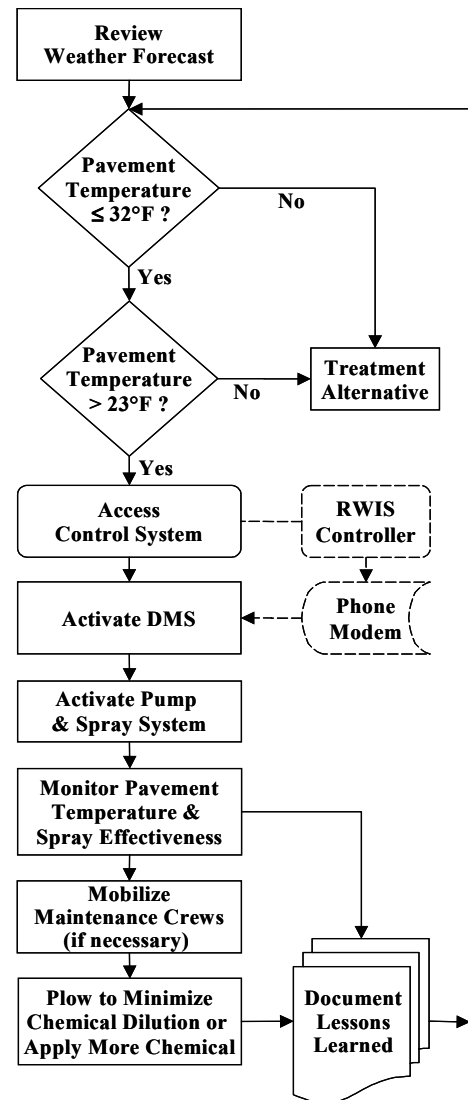 Review
Weather Forecast
Pavement
Temperature
≤ 32°F ?
No
Yes
Pavement
Temperature
> 23°F ?
No
Treatment
Alternative
Yes
Access
Control System
RWIS
Controller
Activate DMS
Phone
Modem
Activate Pump
& Spray System
Monitor Pavement
Temperature &
Spray Effectiveness
Mobilize
Maintenance Crews
(if necessary)
Plow to Minimize
Chemical Dilution or
Apply More Chemical
Document
Lessons
Learned